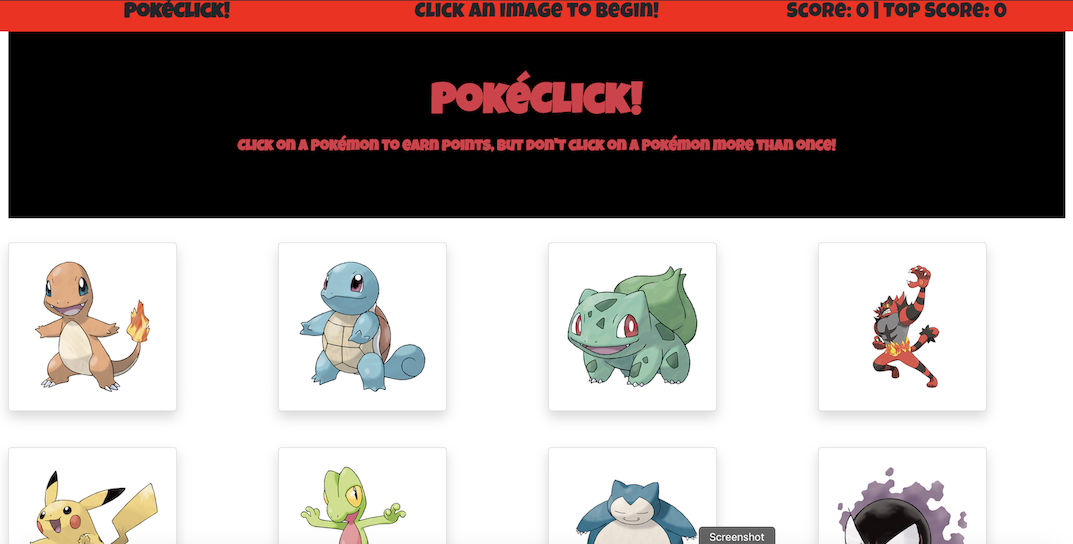 Pokéclick!
Click an image to begin!
Score: 0 | Top Score: 0
Pokéclick!
Click on a Pokémon to earn points, but don't click on a Pokémon more than once!
Screenshot